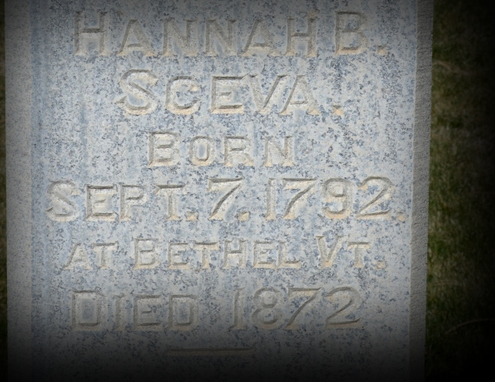 HANNAH B.
SCEVA.
BORN
SEPT. 7. 1792.
AT BETHEL VT.
DIED 1872